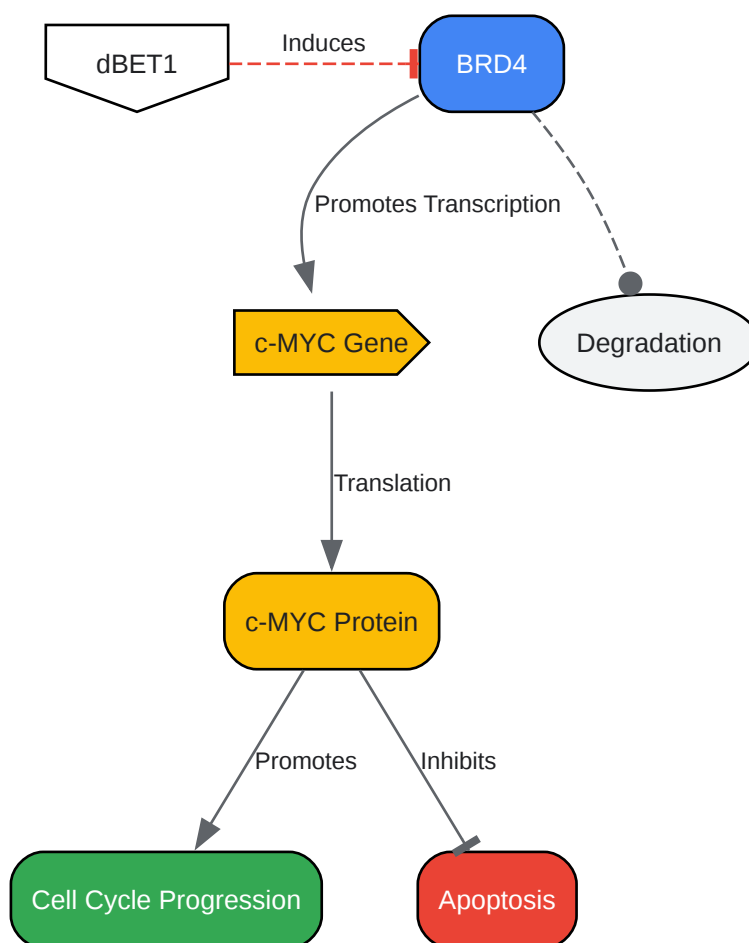 dBET1
Induces
BRD4
Promotes Transcription
c-MYC Gene
Degradation
Translation
c-MYC Protein
Promotes
Inhibits
Cell Cycle Progression
Apoptosis